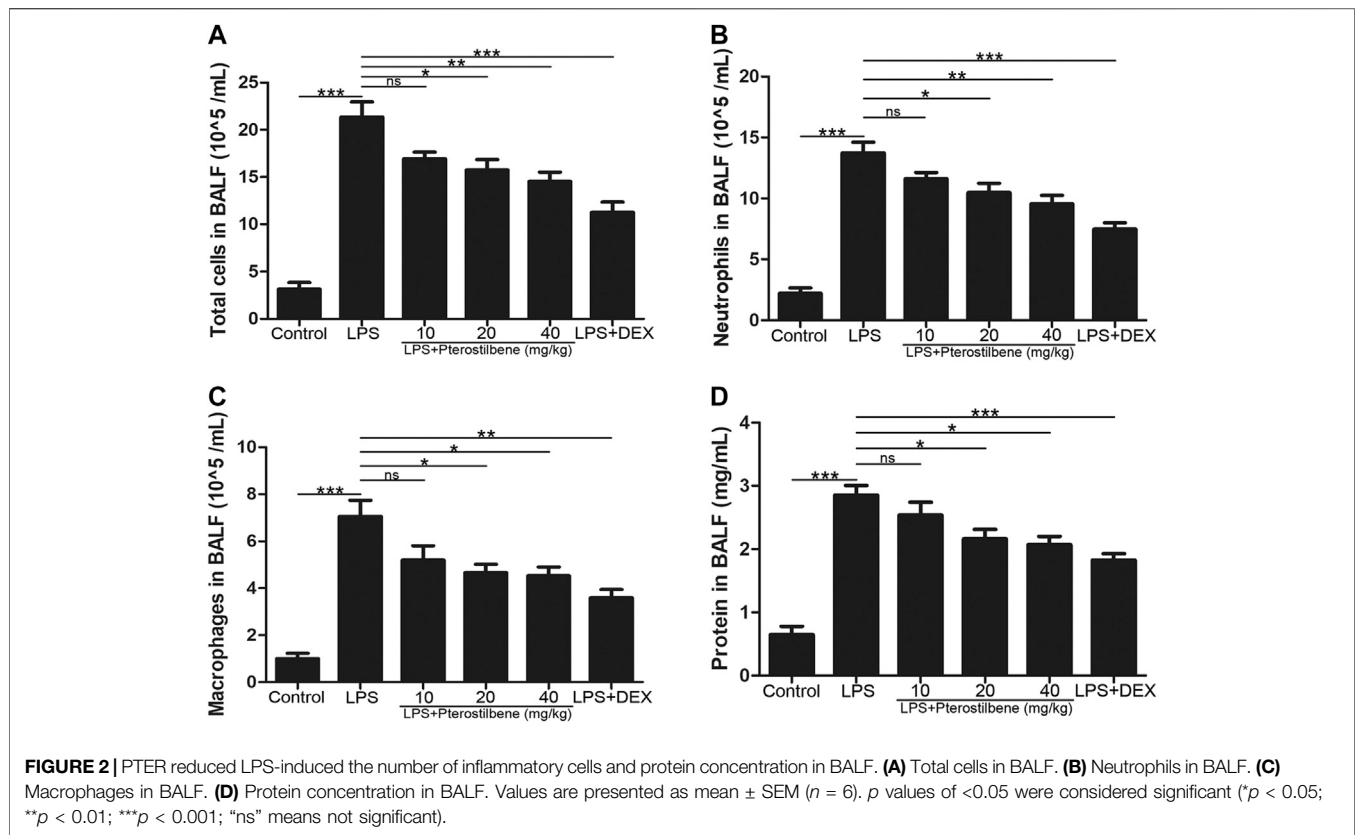 A
Total cells in BALF (10^5 /mL)
25
20
15
10
5
0
***
**
*
ns
***
Control LPS 10 20 40 LPS+DEX
LPS+Pterostilbene (mg/kg)
B
Neutrophils in BALF (10^5 /mL)
20
15
10
5
0
***
**
*
ns
***
Control LPS 10 20 40 LPS+DEX
LPS+Pterostilbene (mg/kg)
C
Macrophages in BALF (10^5 /mL)
10
8
6
4
2
0
**
*
*
ns
***
Control LPS 10 20 40 LPS+DEX
LPS+Pterostilbene (mg/kg)
D
Protein in BALF (mg/mL)
4
3
2
1
0
***
*
*
ns
***
Control LPS 10 20 40 LPS+DEX
LPS+Pterostilbene (mg/kg)
FIGURE 2 | PTER reduced LPS-induced the number of inflammatory cells and protein concentration in BALF. (A) Total cells in BALF. (B) Neutrophils in BALF. (C)
Macrophages in BALF. (D) Protein concentration in BALF. Values are presented as mean ± SEM (n = 6). p values of <0.05 were considered significant (*p < 0.05;
**p < 0.01; ***p < 0.001; “ns” means not significant).